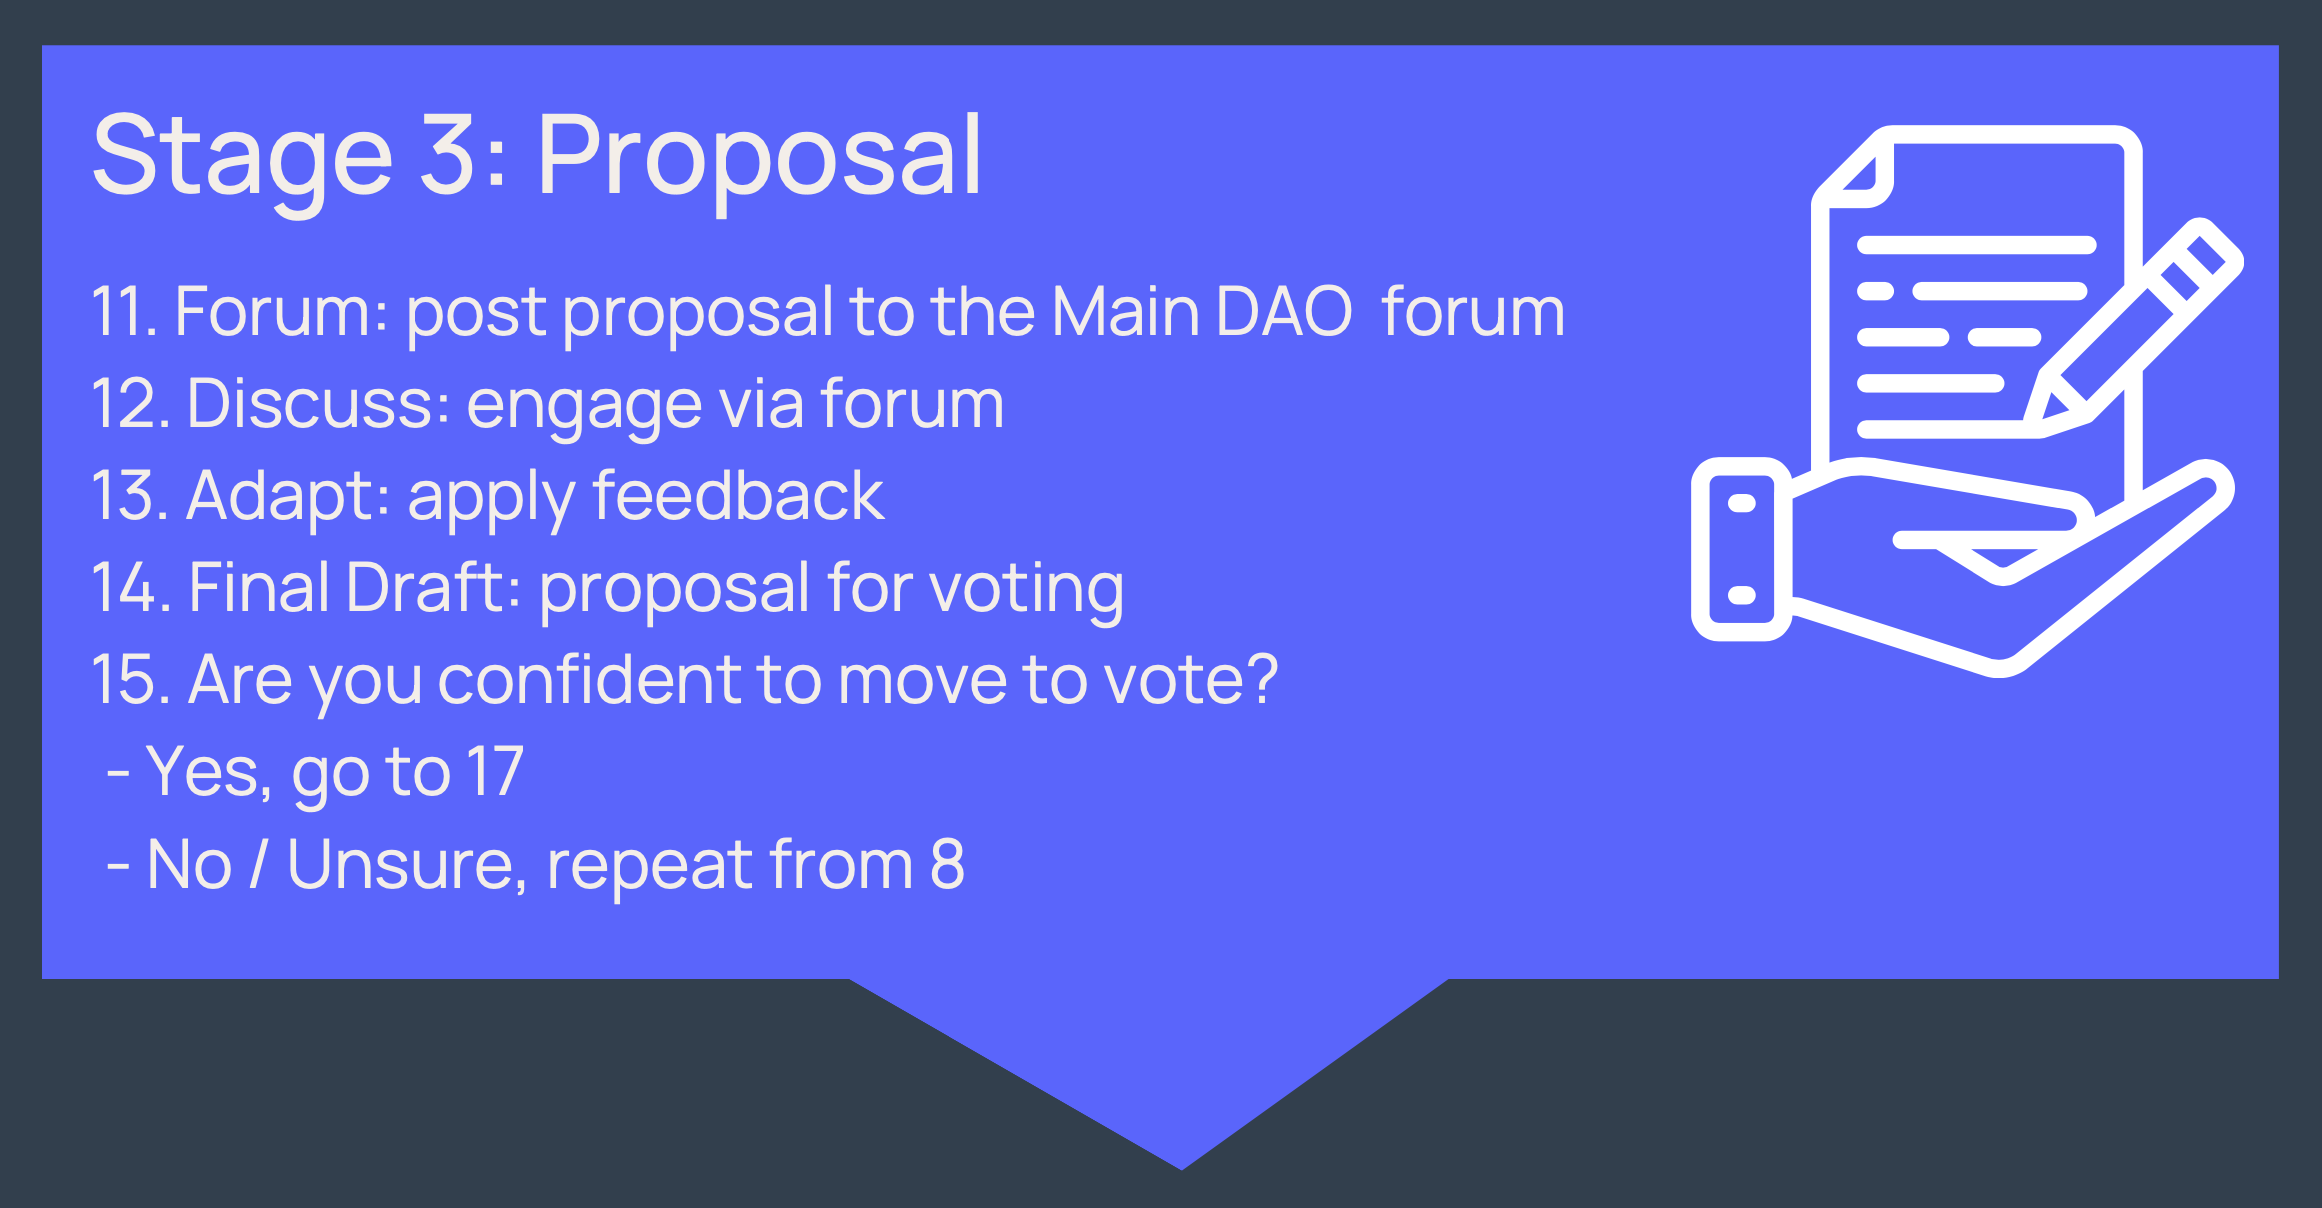 Stage 3: Proposal
11. Forum: post proposal to the Main DAO  forum
12. Discuss: engage via forum
13. Adapt: apply feedback
14. Final Draft: proposal for voting
15. Are you confident to move to vote?
- Yes, go to 17
- No / Unsure, repeat from 8